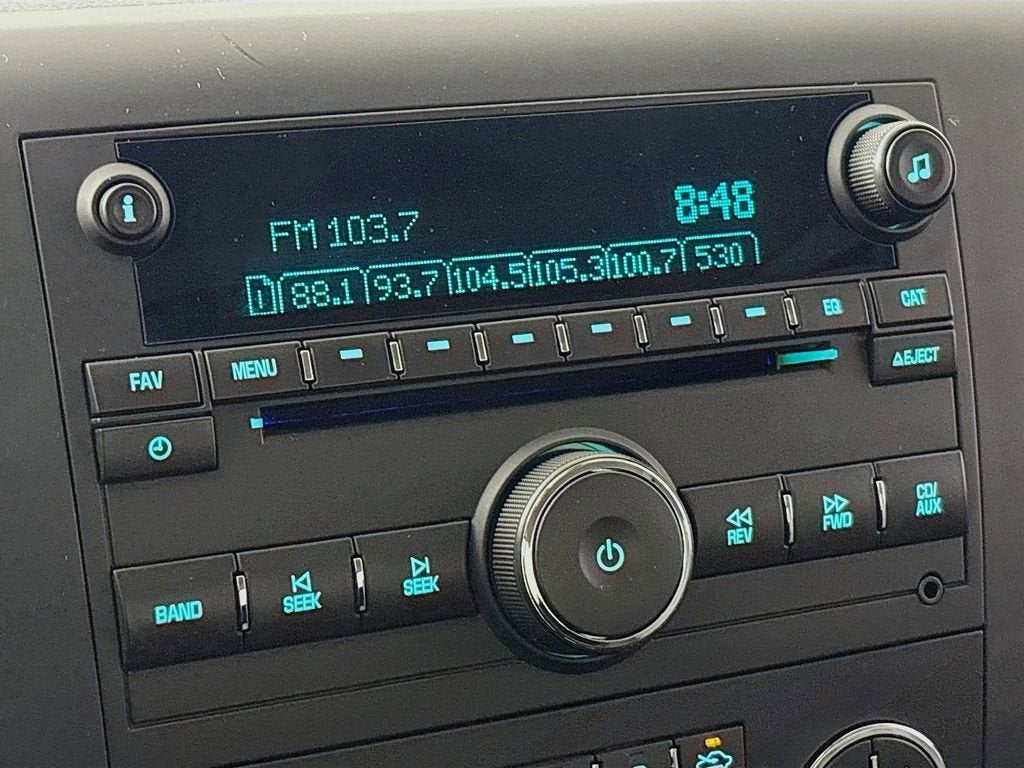 FM 103.7 8:48
D 88.1 93.7 104.5 105.3 100.7 530
CAT
EQ
FAV MENU
△EJECT
CD/
AUX
REV FWD
BAND SEEK SEEK